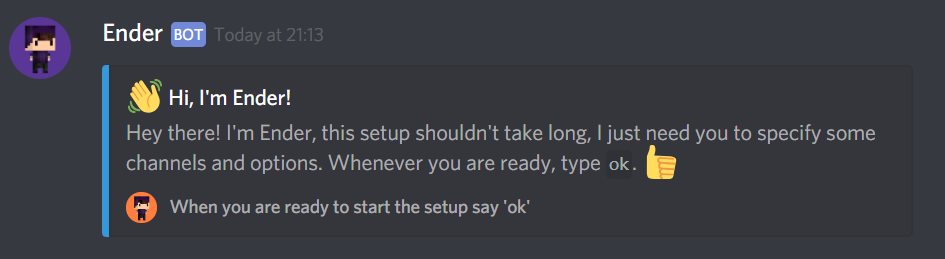 Ender BOT Today at 21:13
Hi, I'm Ender!
Hey there! I'm Ender, this setup shouldn't take long, I just need you to specify some
channels and options. Whenever you are ready, type ok.
When you are ready to start the setup say 'ok'